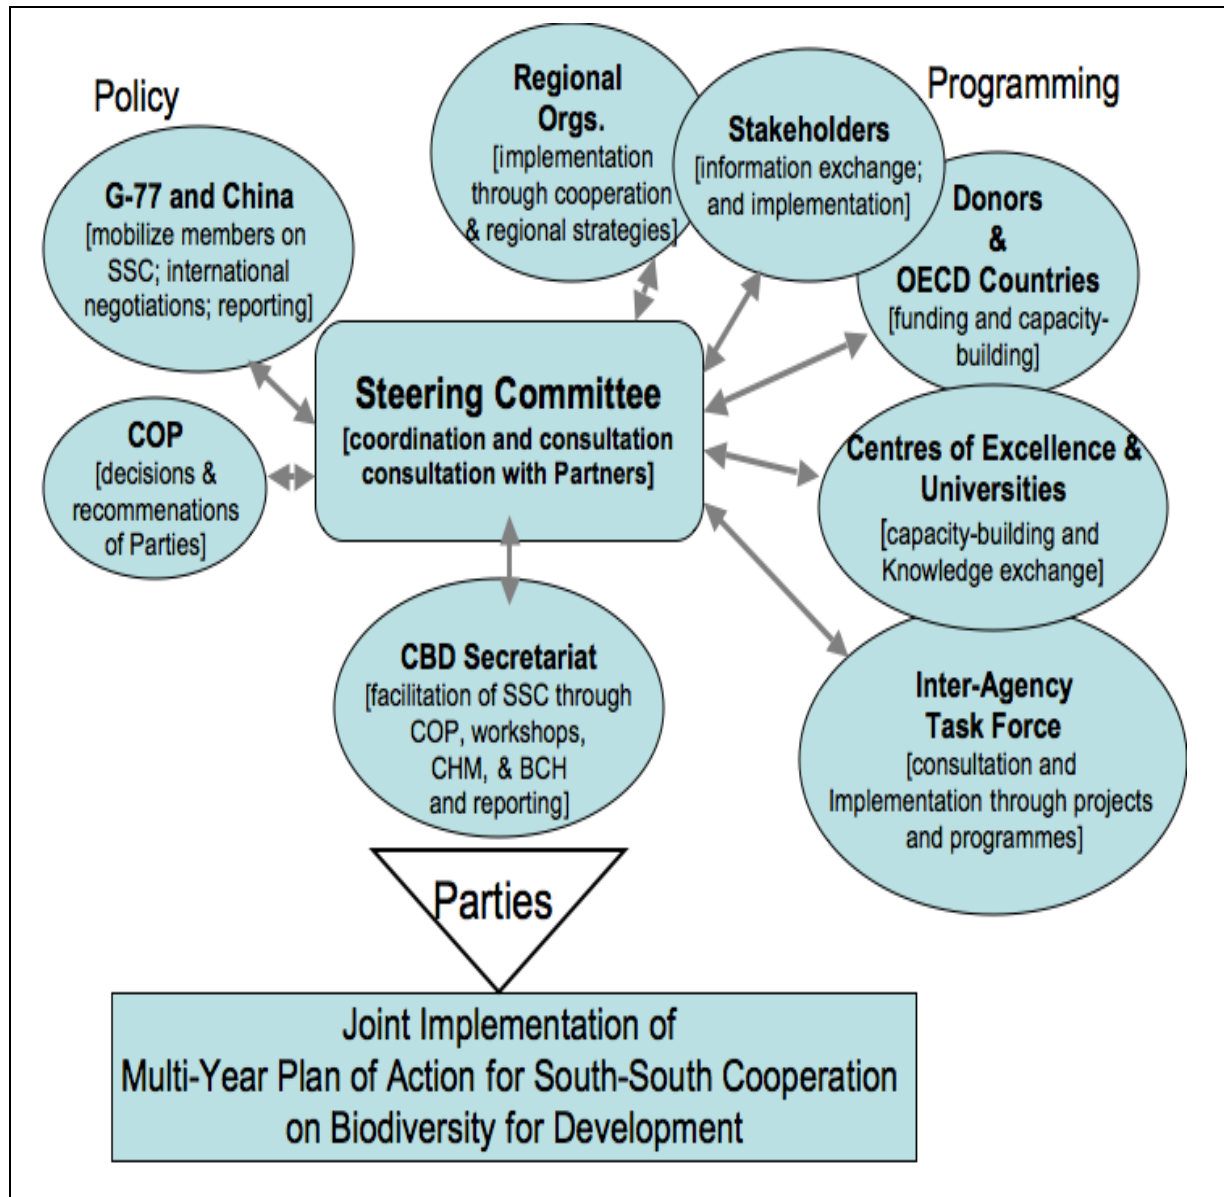 Policy
G-77 and China
[mobilize members on
SSC; international
negotiations; reporting]
COP
[decisions &
recommenations
of Parties]
Regional
Orgs.
[implementation
through cooperation
& regional strategies]
Stakeholders
[information exchange;
and implementation]
Programming
Donors
&
OECD Countries
[funding and capacity-
building]
Steering Committee
[coordination and consultation
consultation with Partners]
Centres of Excellence &
Universities
[capacity-building and
Knowledge exchange]
CBD Secretariat
[facilitation of SSC through
COP, workshops,
CHM, & BCH
and reporting]
Inter-Agency
Task Force
[consultation and
Implementation through projects
and programmes]
Parties
Joint Implementation of
Multi-Year Plan of Action for South-South Cooperation
on Biodiversity for Development